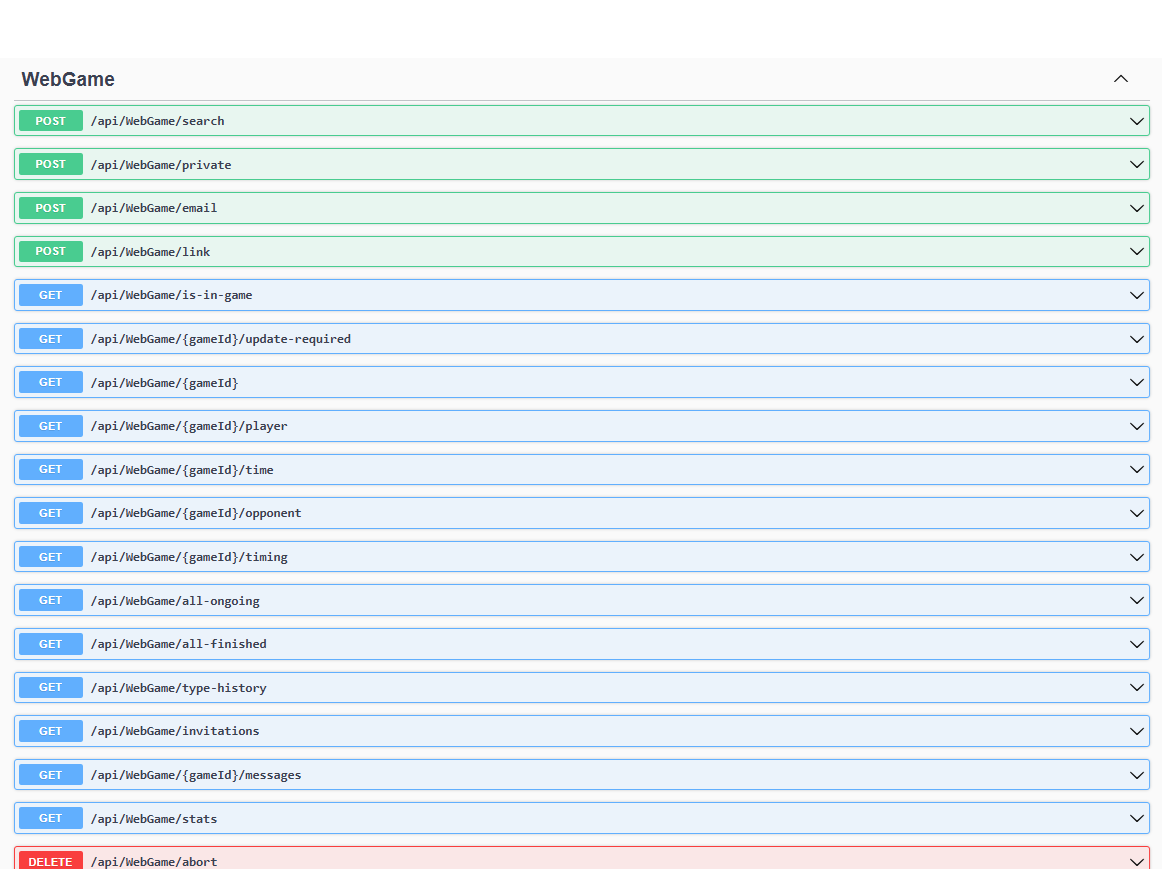 WebGame
POST /api/WebGame/search
POST /api/WebGame/private
POST /api/WebGame/email
POST /api/WebGame/link
GET /api/WebGame/is-in-game
GET /api/WebGame/{gameId}/update-required
GET /api/WebGame/{gameId}
GET /api/WebGame/{gameId}/player
GET /api/WebGame/{gameId}/time
GET /api/WebGame/{gameId}/opponent
GET /api/WebGame/{gameId}/timing
GET /api/WebGame/all-ongoing
GET /api/WebGame/all-finished
GET /api/WebGame/type-history
GET /api/WebGame/invitations
GET /api/WebGame/{gameId}/messages
GET /api/WebGame/stats
DELETE /api/WebGame/abort